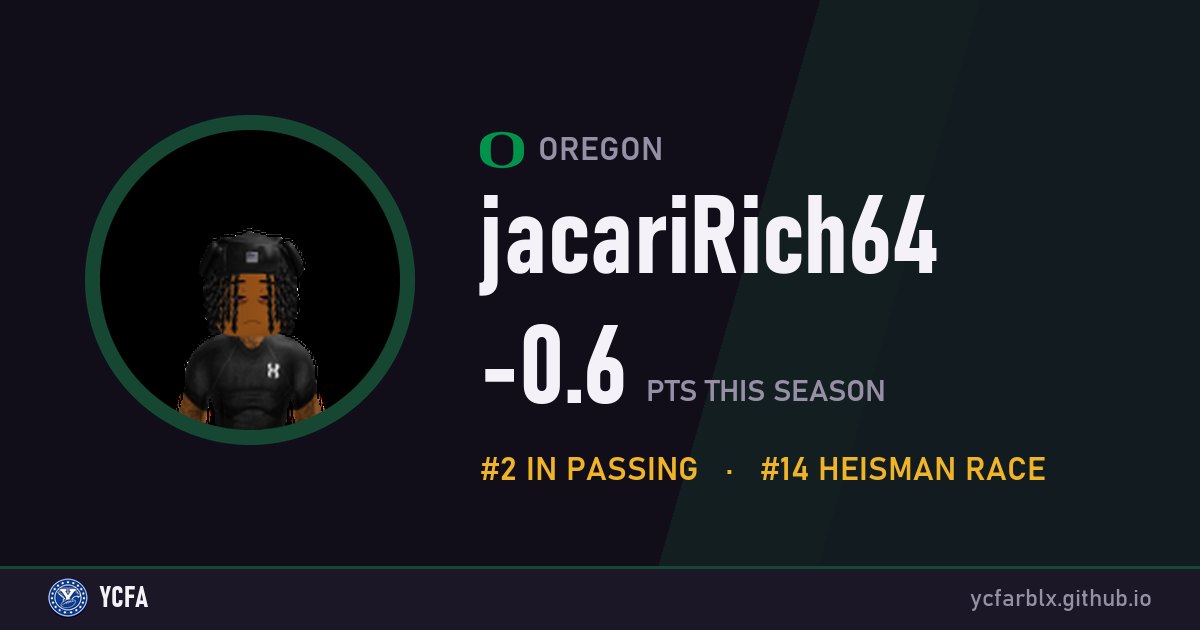 OREGON
jacariRich64
-0.6 PTS THIS SEASON
#2 IN PASSING · #14 HEISMAN RACE
YCFA
ycfarblx.github.io